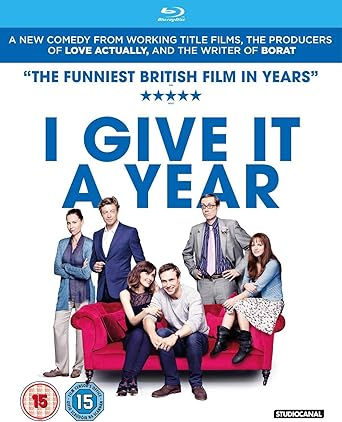 Blu-ray Disc
A NEW COMEDY FROM WORKING TITLE FILMS, THE PRODUCERS
OF LOVE ACTUALLY, AND THE WRITER OF BORAT
"THE FUNNIEST BRITISH FILM IN YEARS"
★★★★★
I GIVE IT
A YEAR
15
15
STUDIOCANAL